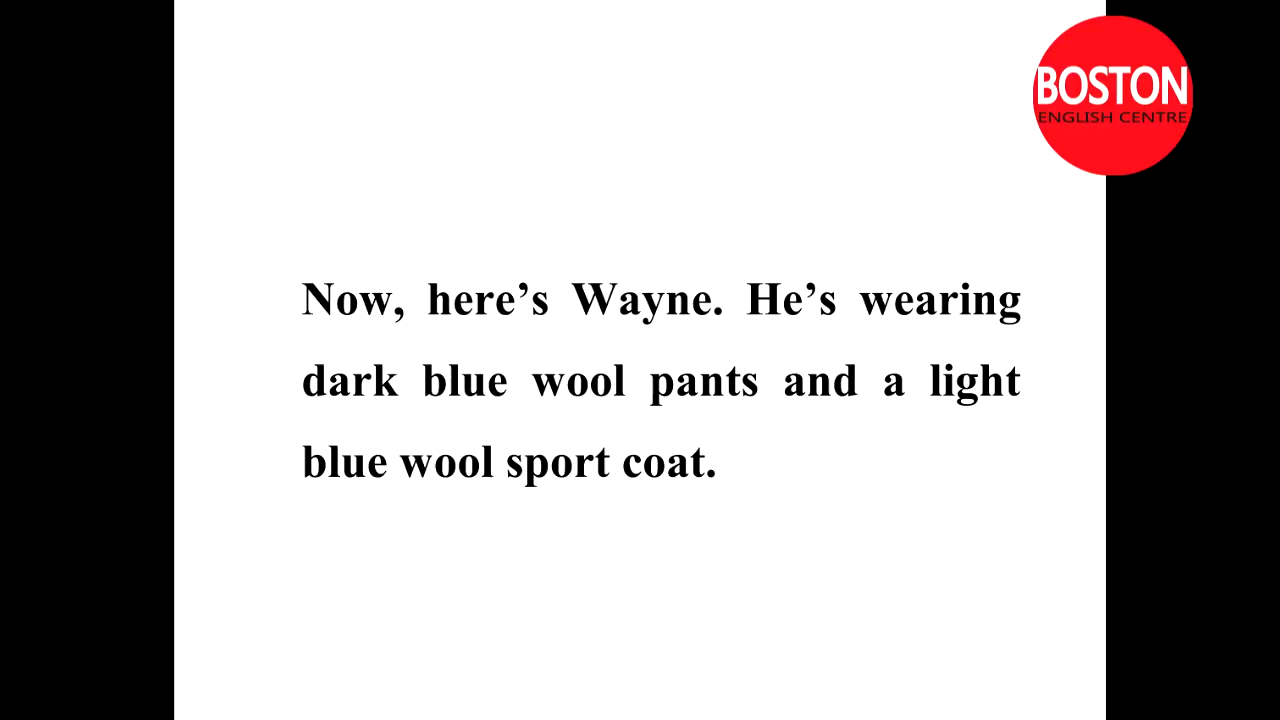 BOSTON
ENGLISH CENTRE
Now, here’s Wayne. He’s wearing
dark blue wool pants and a light
blue wool sport coat.